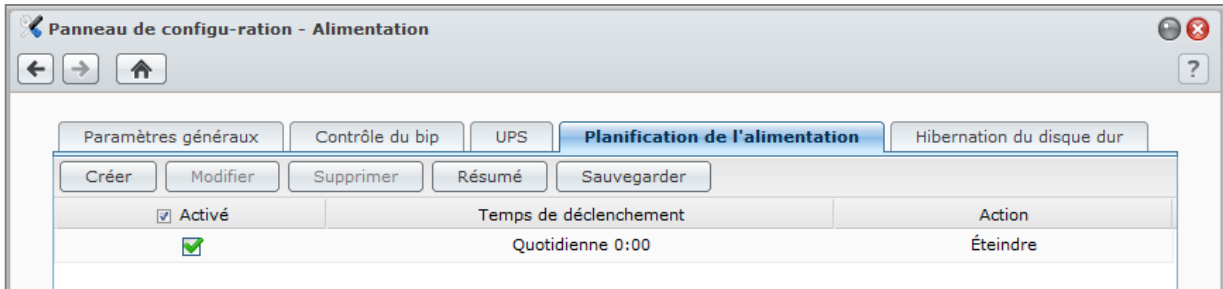 Panneau de configu-ration - Alimentation
?
Paramètres généraux Contrôle du bip UPS Planification de l'alimentation Hibernation du disque dur
Créer Modifier Supprimer Résumé Sauvegarder
Activé Temps de déclenchement Action
Quotidienne 0:00 Éteindre